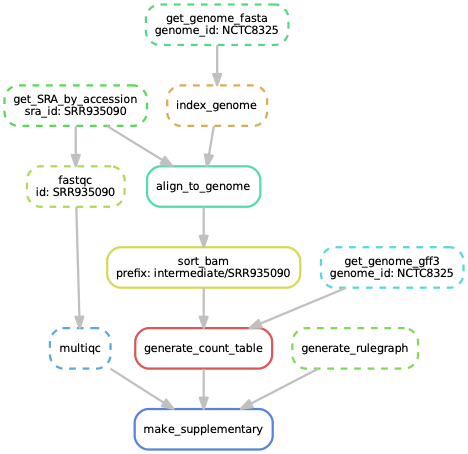 get_genome_fasta
genome_id: NCTC8325
get_SRA_by_accession
sra_id: SRR935090
index_genome
fastqc
id: SRR935090
align_to_genome
sort_bam
prefix: intermediate/SRR935090
get_genome_gff3
genome_id: NCTC8325
multiqc
generate_count_table
generate_rulegraph
make_supplementary